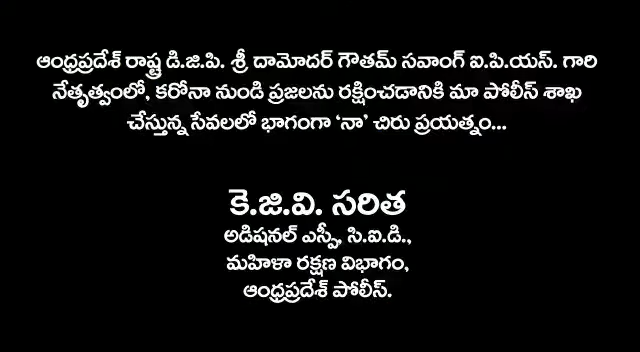 ఆంధ్రప్రదేశ్ రాష్ట్ర డి.జి.పి. శ్రీ దామోదర్ గౌతమ్ సవాంగ్ ఐ.పి.యస్. గారి
నేతృత్వంలో, కరోనా నుండి ప్రజలను రక్షించడానికి మా పోలీస్ శాఖ
చేస్తున్న సేవలలో భాగంగా ‘నా’ చిరు ప్రయత్నం...
కె.జి.వి. సరిత
అడిషనల్ ఎస్పీ, సి.ఐ.డి.,
మహిళా రక్షణ విభాగం,
ఆంధ్రప్రదేశ్ పోలీస్.